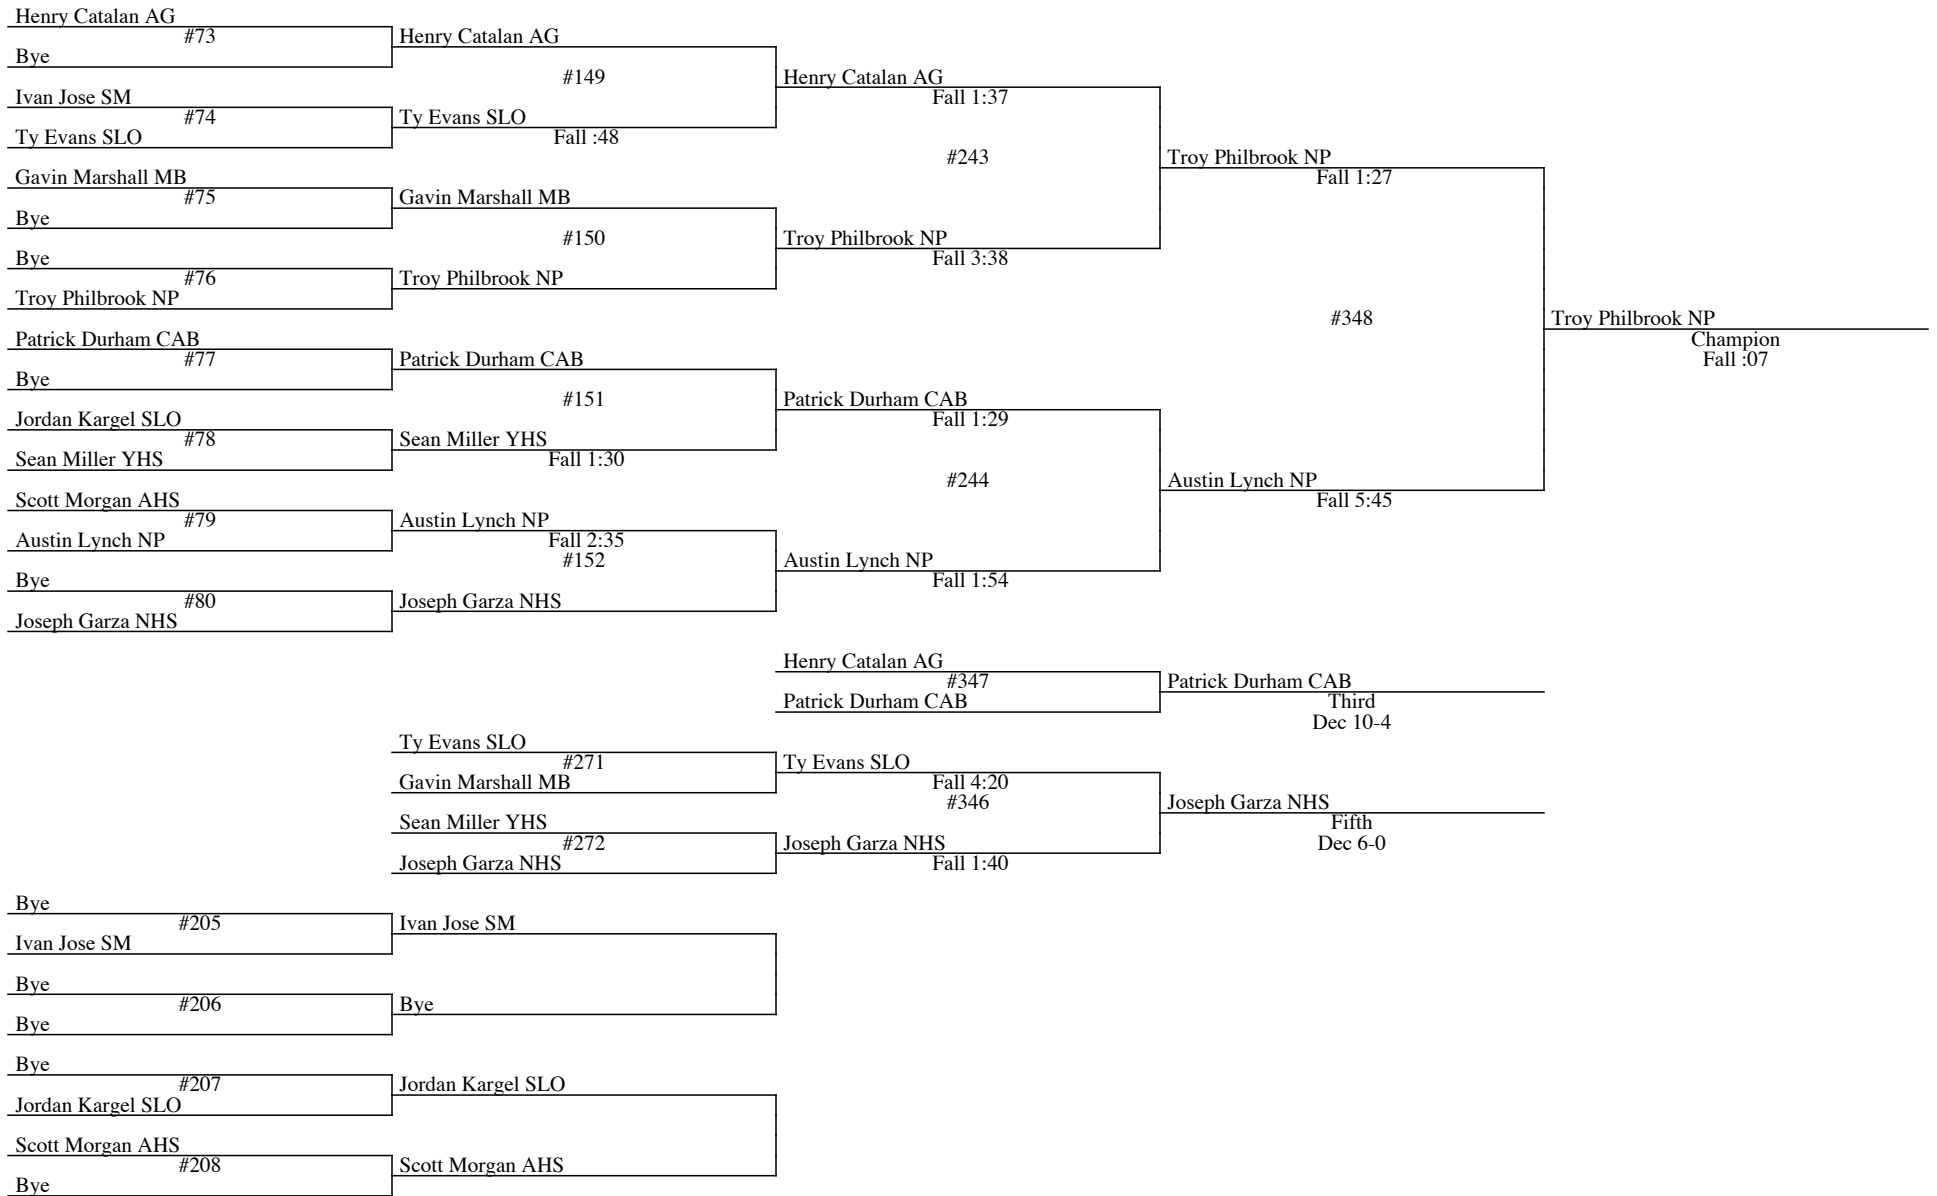 Henry Catalan AG
#73
Bye
Henry Catalan AG
#149
Ivan Jose SM
#74
Ty Evans SLO
Ty Evans SLO
Fall :48
Henry Catalan AG
Fall 1:37
#243
Gavin Marshall MB
#75
Bye
Gavin Marshall MB
#150
Bye
#76
Troy Philbrook NP
Troy Philbrook NP
Troy Philbrook NP
Fall 3:38
Troy Philbrook NP
Fall 1:27
#348
Troy Philbrook NP
Champion
Fall :07
Patrick Durham CAB
#77
Bye
Patrick Durham CAB
#151
Jordan Kargel SLO
#78
Sean Miller YHS
Sean Miller YHS
Fall 1:30
Patrick Durham CAB
Fall 1:29
#244
Scott Morgan AHS
#79
Austin Lynch NP
Austin Lynch NP
Fall 2:35
#152
Bye
#80
Joseph Garza NHS
Joseph Garza NHS
Austin Lynch NP
Fall 1:54
Austin Lynch NP
Fall 5:45
Henry Catalan AG
#347
Patrick Durham CAB
Patrick Durham CAB
Third
Dec 10-4
Ty Evans SLO
#271
Gavin Marshall MB
Ty Evans SLO
Fall 4:20
#346
Sean Miller YHS
#272
Joseph Garza NHS
Joseph Garza NHS
Fall 1:40
Joseph Garza NHS
Fifth
Dec 6-0
Bye
#205
Ivan Jose SM
Ivan Jose SM
Bye
#206
Bye
Bye
Bye
#207
Jordan Kargel SLO
Jordan Kargel SLO
Scott Morgan AHS
#208
Bye
Scott Morgan AHS